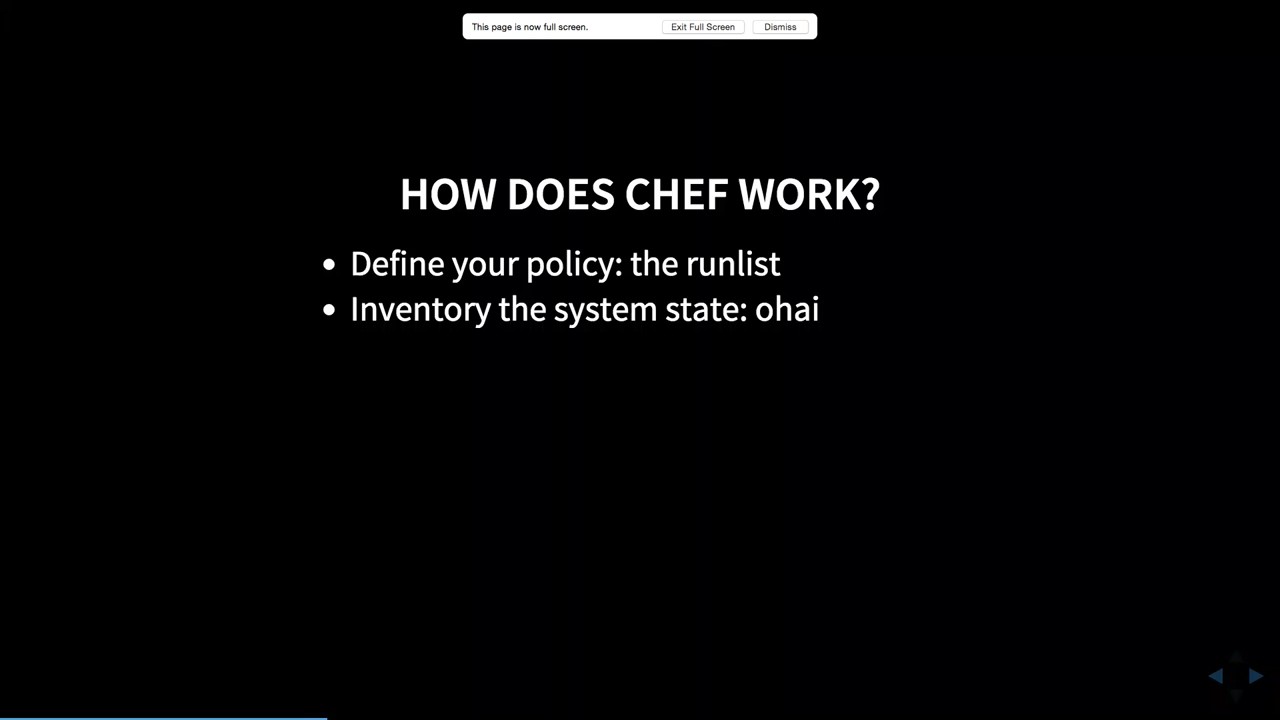 This page is now full screen. Exit Full Screen Dismiss
HOW DOES CHEF WORK?
• Define your policy: the runlist
• Inventory the system state: ohai